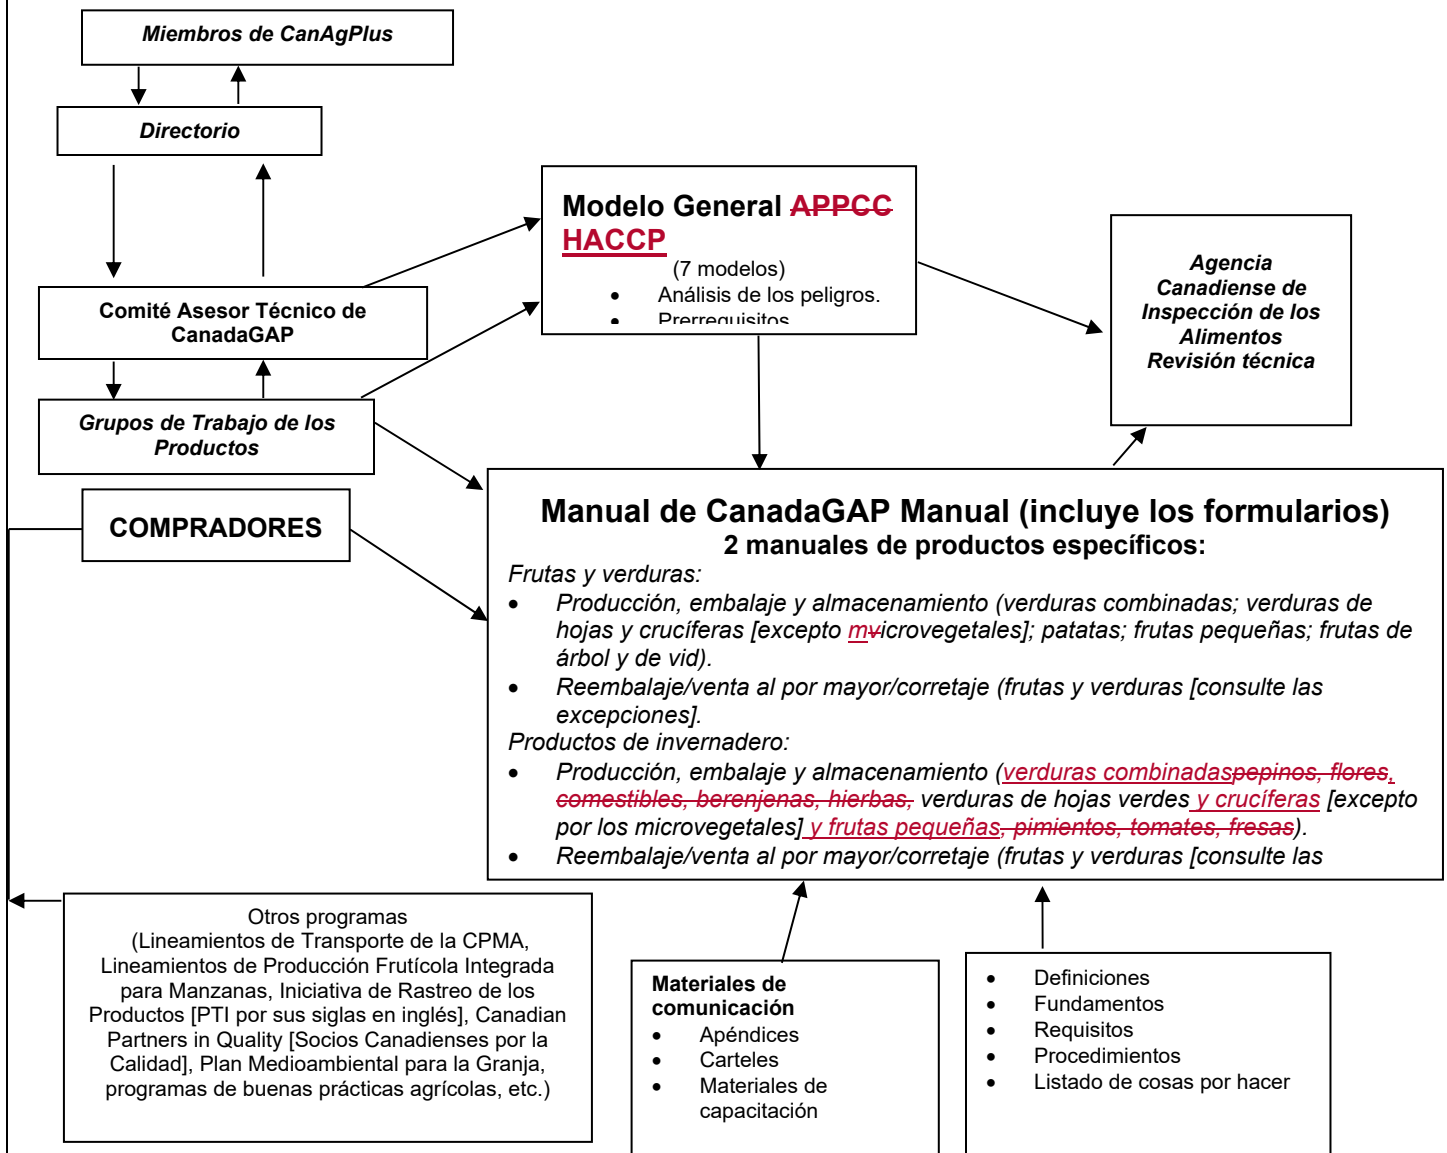 Miembros de CanAgPlus
Directorio
Comité Asesor Técnico de
CanadaGAP
Grupos de Trabajo de los
Productos
COMPRADORES
Modelo General APPCC
HACCP
(7 modelos)
• Análisis de los peligros.
• Prerrequisitos
Agencia
Canadiense de
Inspección de los
Alimentos
Revisión técnica
Manual de CanadaGAP Manual (incluye los formularios)
2 manuales de productos específicos:
Frutas y verduras:
• Producción, embalaje y almacenamiento (verduras combinadas; verduras de
hojas y crucíferas [excepto mvicrovegetales]; patatas; frutas pequeñas; frutas de
árbol y de vid).
• Reembalaje/venta al por mayor/corretaje (frutas y verduras [consulte las
excepciones].
Productos de invernadero:
• Producción, embalaje y almacenamiento (verduras combinadaspepinos, flores,
comestibles, berenjenas, hierbas, verduras de hojas verdes y crucíferas [excepto
por los microvegetales] y frutas pequeñas, pimientos, tomates, fresas).
• Reembalaje/venta al por mayor/corretaje (frutas y verduras [consulte las
Otros programas
(Lineamientos de Transporte de la CPMA,
Lineamientos de Producción Frutícola Integrada
para Manzanas, Iniciativa de Rastreo de los
Productos [PTI por sus siglas en inglés], Canadian
Partners in Quality [Socios Canadienses por la
Calidad], Plan Medioambiental para la Granja,
programas de buenas prácticas agrícolas, etc.)
Materiales de
comunicación
• Apéndices
• Carteles
• Materiales de
capacitación
• Definiciones
• Fundamentos
• Requisitos
• Procedimientos
• Listado de cosas por hacer